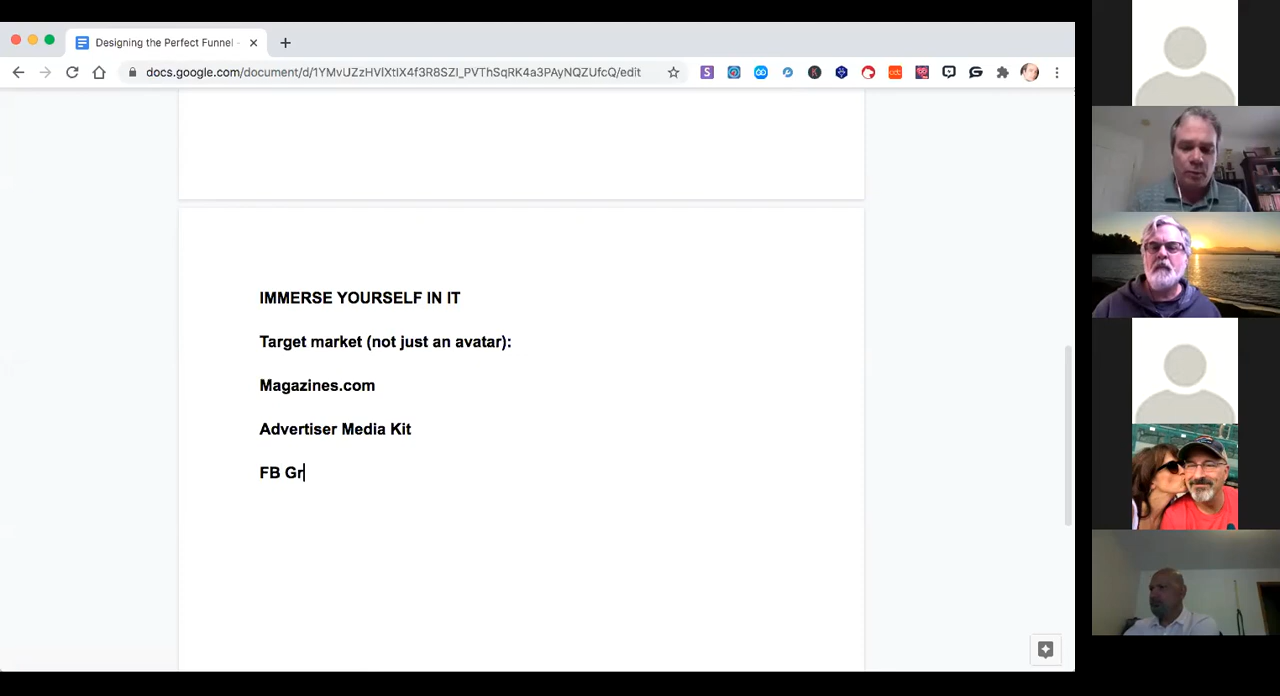 Designing the Perfect Funnel -
docs.google.com/document/d/1YMvUZzHVlXtIX4f3R8SZI_PVThSqRK4a3PAyNQZUfcQ/edit
IMMERSE YOURSELF IN IT
Target market (not just an avatar):
Magazines.com
Advertiser Media Kit
FB Gr